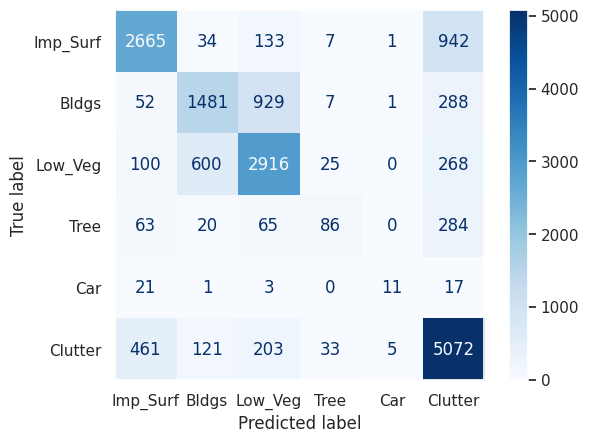 Imp_Surf 2665 34 133 7 1 942
Bldgs 52 1481 929 7 1 288
Low_Veg 100 600 2916 25 0 268
Tree 63 20 65 86 0 284
Car 21 1 3 0 11 17
Clutter 461 121 203 33 5 5072
Imp_Surf Bldgs Low_Veg Tree Car Clutter
Predicted label
True label
5000
4000
3000
2000
1000
0